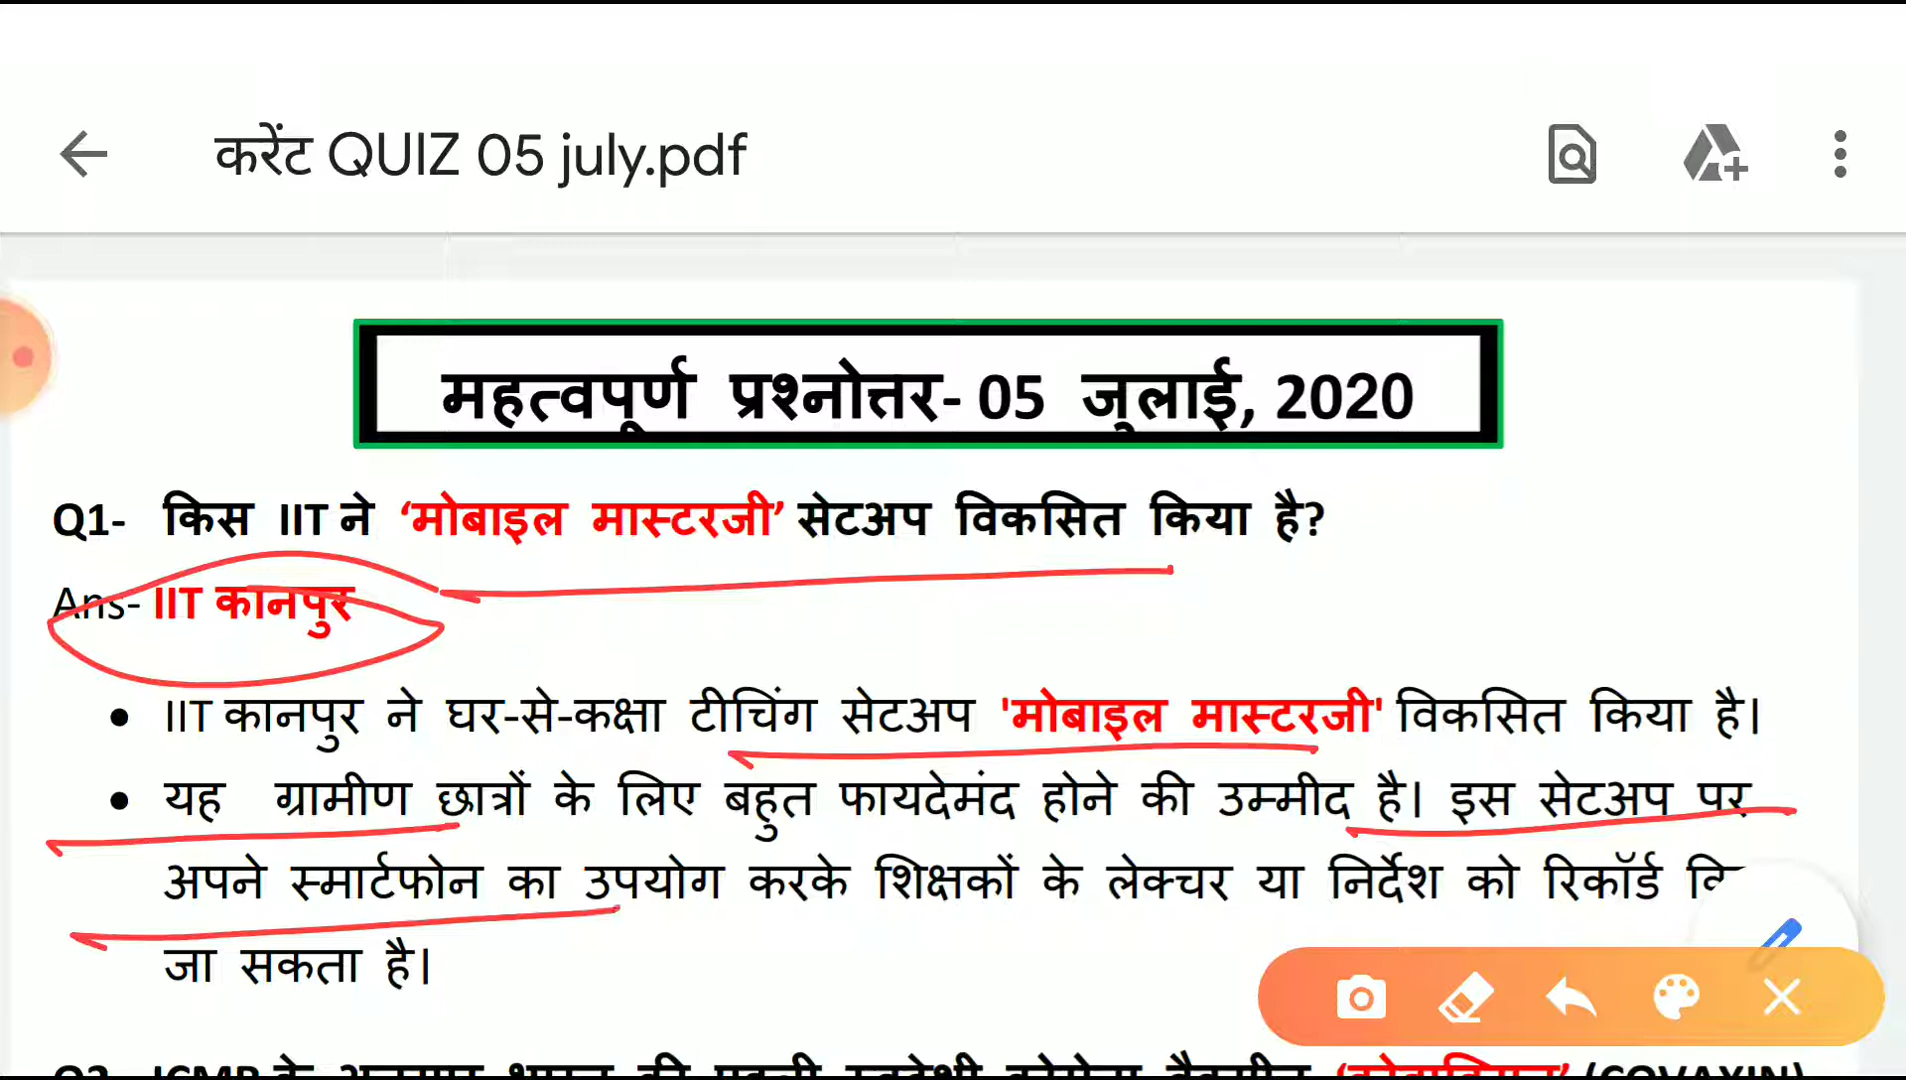 करेंट QUIZ 05 july.pdf
महत्वपूर्ण प्रश्नोत्तर- 05 जुलाई, 2020
Q1- किस IIT ने ‘मोबाइल मास्टरजी’ सेटअप विकसित किया है?
Ans- IIT कानपुर
• IIT कानपुर ने घर-से-कक्षा टीचिंग सेटअप 'मोबाइल मास्टरजी' विकसित किया है।
• यह ग्रामीण छात्रों के लिए बहुत फायदेमंद होने की उम्मीद है। इस सेटअप पर
अपने स्मार्टफोन का उपयोग करके शिक्षकों के लेक्चर या निर्देश को रिकॉर्ड
जा सकता है।